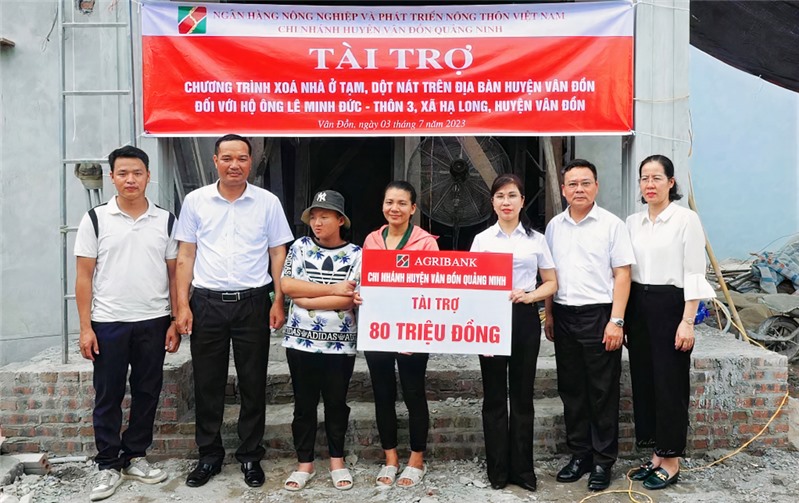 NGÂN HÀNG NÔNG NGHIỆP VÀ PHÁT TRIỂN NÔNG THÔN VIỆT NAM
CHI NHÁNH HUYỆN VÂN ĐỒN QUẢNG NINH
TÀI TRỢ
CHƯƠNG TRÌNH XOÁ NHÀ Ở TẠM, DỘT NÁT TRÊN ĐỊA BÀN HUYỆN VÂN ĐỒN
ĐỐI VỚI HỘ ÔNG LÊ MINH ĐỨC - THÔN 3, XÃ HẠ LONG, HUYỆN VÂN ĐỒN
Vân Đồn, ngày 03 tháng 7 năm 2023
AGRIBANK
CHI NHÁNH HUYỆN VÂN ĐỒN QUẢNG NINH
TÀI TRỢ
80 TRIỆU ĐỒNG
ADIDAS